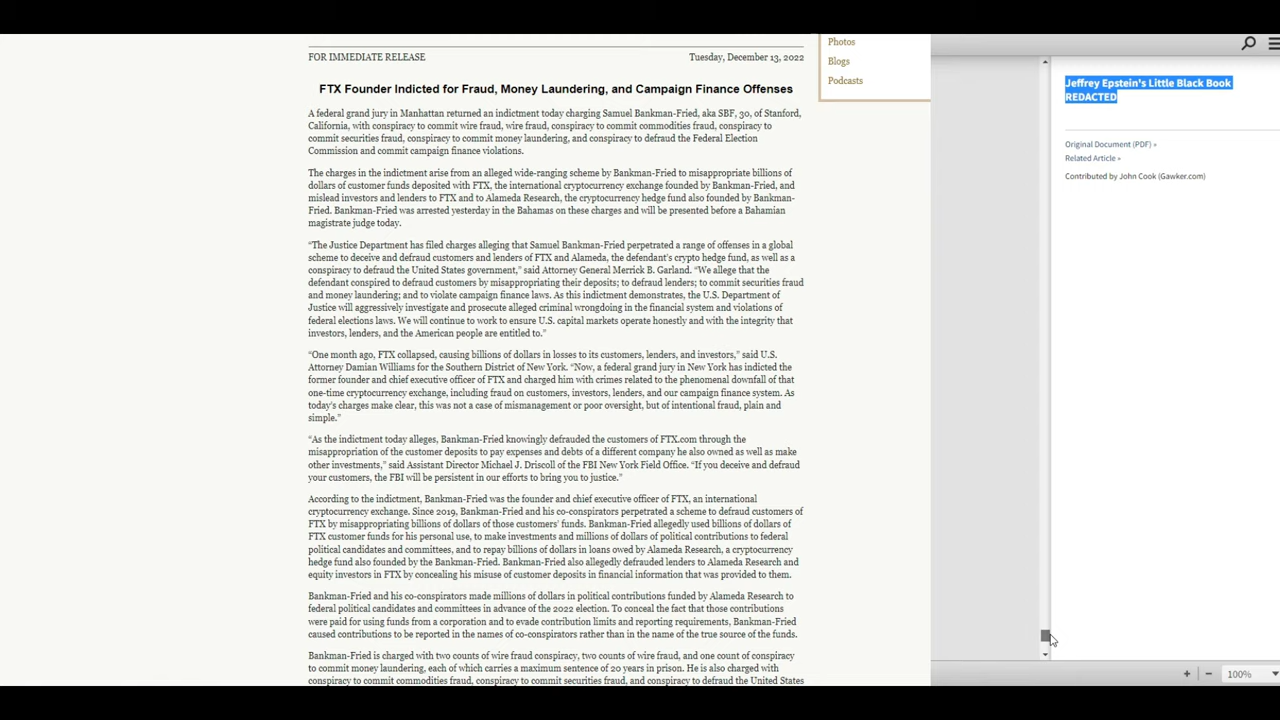 Photos
FOR IMMEDIATE RELEASE
Tuesday, December 13, 2022
Blogs
Podcasts
FTX Founder Indicted for Fraud, Money Laundering, and Campaign Finance Offenses
A federal grand jury in Manhattan returned an indictment today charging Samuel Bankman-Fried, aka SBF, 30, of Stanford,
California, with conspiracy to commit wire fraud, wire fraud, conspiracy to commit commodities fraud, conspiracy to
commit securities fraud, conspiracy to commit money laundering, and conspiracy to defraud the Federal Election
Commission and commit campaign finance violations.
The charges in the indictment arise from an alleged wide-ranging scheme by Bankman-Fried to misappropriate billions of
dollars of customer funds deposited with FTX, the international cryptocurrency exchange founded by Bankman-Fried, and
mislead investors and lenders to FTX and to Alameda Research, the cryptocurrency hedge fund also founded by Bankman-
Fried. Bankman-Fried was arrested yesterday in the Bahamas on these charges and will be presented before a Bahamian
magistrate judge today.
“The Justice Department has filed charges alleging that Samuel Bankman-Fried perpetrated a range of offenses in a global
scheme to deceive and defraud customers and lenders of FTX and Alameda, the defendant’s crypto hedge fund, as well as a
conspiracy to defraud the United States government,” said Attorney General Merrick B. Garland. “We allege that the
defendant conspired to defraud customers by misappropriating their deposits; to defraud lenders; to commit securities fraud
and money laundering; and to violate campaign finance laws. As this indictment demonstrates, the U.S. Department of
Justice will aggressively investigate and prosecute alleged criminal wrongdoing in the financial system and violations of
federal elections laws. We will continue to work to ensure U.S. capital markets operate honestly and with the integrity that
investors, lenders, and the American people are entitled to.”
“One month ago, FTX collapsed, causing billions of dollars in losses to its customers, lenders, and investors,” said U.S.
Attorney Damian Williams for the Southern District of New York. “Now, a federal grand jury in New York has indicted the
former founder and chief executive officer of FTX and charged him with crimes related to the phenomenal downfall of that
one-time cryptocurrency exchange, including fraud on customers, investors, lenders, and our campaign finance system. As
today’s charges make clear, this was not a case of mismanagement or poor oversight, but of intentional fraud, plain and
simple.”
“As the indictment today alleges, Bankman-Fried knowingly defrauded the customers of FTX.com through the
misappropriation of the customer deposits to pay expenses and debts of a different company he also owned as well as make
other investments,” said Assistant Director Michael J. Driscoll of the FBI New York Field Office. “If you deceive and defraud
your customers, the FBI will be persistent in our efforts to bring you to justice.”
According to the indictment, Bankman-Fried was the founder and chief executive officer of FTX, an international
cryptocurrency exchange. Since 2019, Bankman-Fried and his co-conspirators perpetrated a scheme to defraud customers of
FTX by misappropriating billions of dollars of those customers’ funds. Bankman-Fried allegedly used billions of dollars of
FTX customer funds for his personal use, to make investments and millions of dollars of political contributions to federal
political candidates and committees, and to repay billions of dollars in loans owed by Alameda Research, a cryptocurrency
hedge fund also founded by the Bankman-Fried. Bankman-Fried also allegedly defrauded lenders to Alameda Research and
equity investors in FTX by concealing his misuse of customer deposits in financial information that was provided to them.
Bankman-Fried and his co-conspirators made millions of dollars in political contributions funded by Alameda Research to
federal political candidates and committees in advance of the 2022 election. To conceal the fact that those contributions
were paid for using funds from a corporation and to evade contribution limits and reporting requirements, Bankman-Fried
caused contributions to be reported in the names of co-conspirators rather than in the name of the true source of the funds.
Bankman-Fried is charged with two counts of wire fraud conspiracy, two counts of wire fraud, and one count of conspiracy
to commit money laundering, each of which carries a maximum sentence of 20 years in prison. He is also charged with
conspiracy to commit commodities fraud, conspiracy to commit securities fraud, and conspiracy to defraud the United States
Jeffrey Epstein's Little Black Book
REDACTED
Original Document (PDF) »
Related Article »
Contributed by John Cook (Gawker.com)
100%